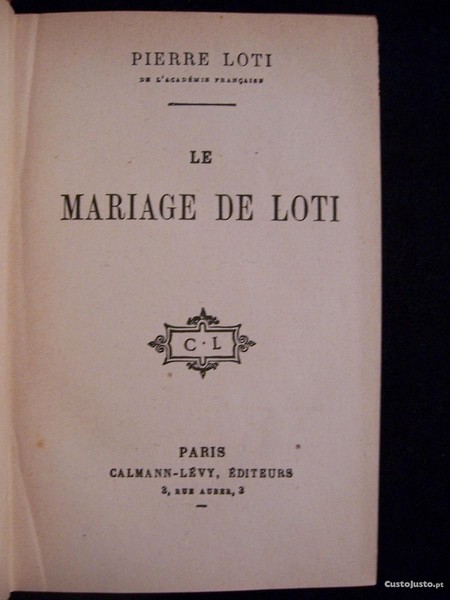 PIERRE LOTI
DE L'ACADÉMIE FRANÇAISE
LE
MARIAGE DE LOTI
C · L
PARIS
CALMANN-LÉVY, ÉDITEURS
3, RUE AUBER, 3
CustoJusto.pt